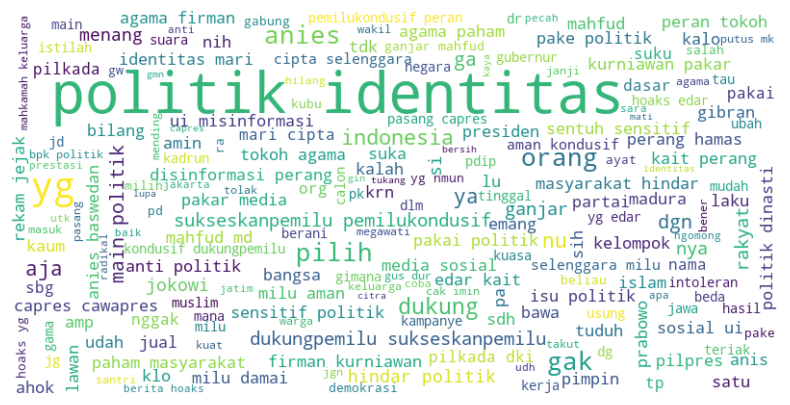 main
agama firman
gabung
anti
pemilukondusif peran
wakil
dr
pecah
mahfud
peran tokoh
istilah
menang
suara
nih
anies
agama paham
tdk
ganjar mahfud
pake politik
kalo
putus mk
pilkada
gw
identitas mari
cipta selenggara
ga
negara
gubernur
suku
salah
kurniawan pakar
mahkamah keluarga
gmn
hilang
kaya
janji
dasar
agama
tau
politik identitas
kubu
sara
hoaks edar
pakai
jd
bilang
mending
ui misinformasi
pasang capres
mati
gibran
ubah
bpk politik
amin
capres
ra
mari cipta
indonesia
presiden
sentuh sensitif
prestasi
kadrun
tokoh agama
suka
bersih
aman kondusif
perang hamas
rekam jejak
yg
lupa
milih
jakarta
disinformasi perang
kalah
si
pdip
orang
ayat
kait perang
utk
pasang
tolak
org
calon
gin
tukang
yg nmun
identitas
masuk
pd
pakar media
pk
krn
ya
lu
tinggal
masyarakat hindar
mudah
main politik
sukseskanpemilu pemilukondusif
dlm
ganjar
partai
madura
laku
kaum
anies baswedan
radikal
baik
mahfud md
berani
megawati
emang
yg edar
dgn
bener
kondusif dukungpemilu
pilih
pakai politik
nu
sih
kelompok
nya
ngomong
rakyat
politik dinasti
aja
anti politik
bangsa
gimana
gus dur
media sosial
kuasa
selenggara milu nama
sbg
jokowi
jatim
keluarga
coba
edar kait
pa
beliau
islam
intoleran
capres cawapres
muslim
milu aman
citra
cak imin
dukung
isu politik
apa
beda
nggak
mana
sensitif politik
kampanye
sdh
bawa
usung
jawa
hasil
hoaks yg
gama
amp
milu
warga
tuduh
prabowo
sosial ui
pake
lawan
udah
jual
kuat
dukungpemilu sukseskanpemilu
takut
teriak
jg
paham masyarakat
firman kurniawan
pilkada dki
gak
dg
pilpres
anis
ahok
santri
klo
milu damai
jgn
hindar politik
udh
pimpin
tp
satu
berita hoaks
demokrasi
kerja